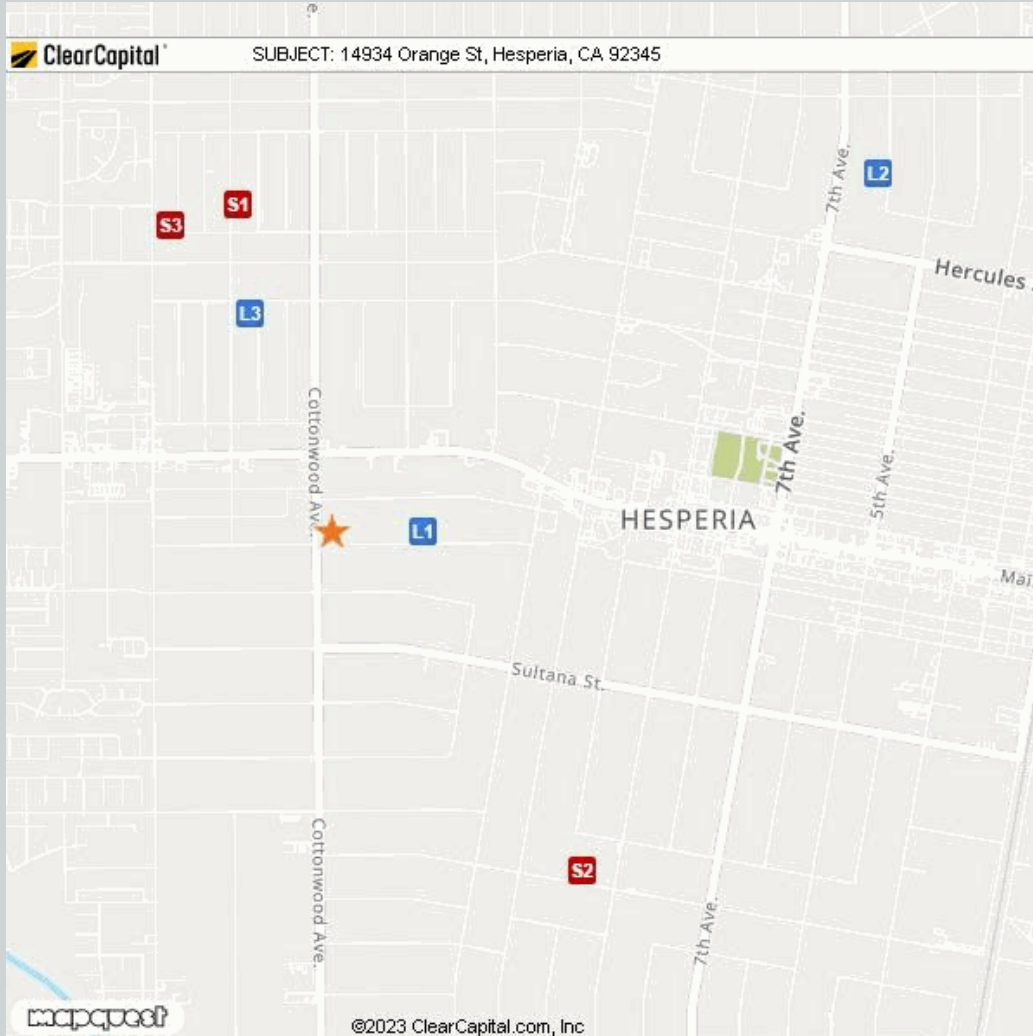 e.
ClearCapital
SUBJECT: 14934 Orange St, Hesperia, CA 92345
7th Ave.
L2
S1
S3
Hercules
L3
Cottonwood Ave.
7th Ave.
5th Ave.
HESPERIA
L1
Mai
Sultana St.
Cottonwood Ave.
S2
7th Ave.
mapquest
©2023 ClearCapital.com, Inc